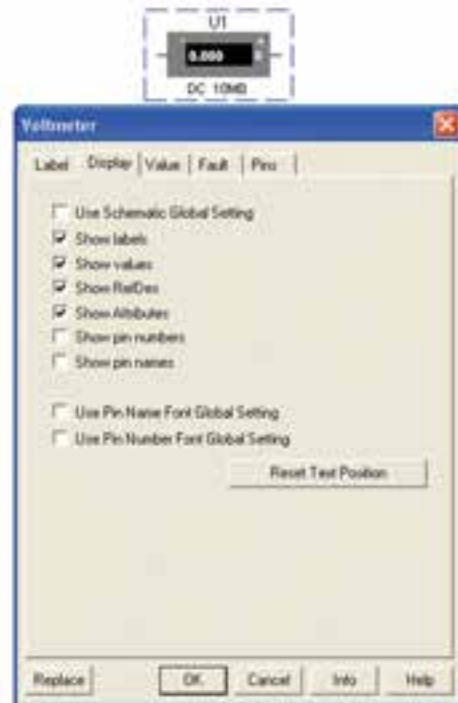 U1
0.000
DC 10MΩ
Voltmeter
Label Display Value Fault Pins
Use Schematic Global Setting
Show labels
Show values
Show RefDes
Show Attributes
Show pin numbers
Show pin names
Use Pin Name Font Global Setting
Use Pin Number Font Global Setting
Reset Text Position
Replace OK Cancel Info Help